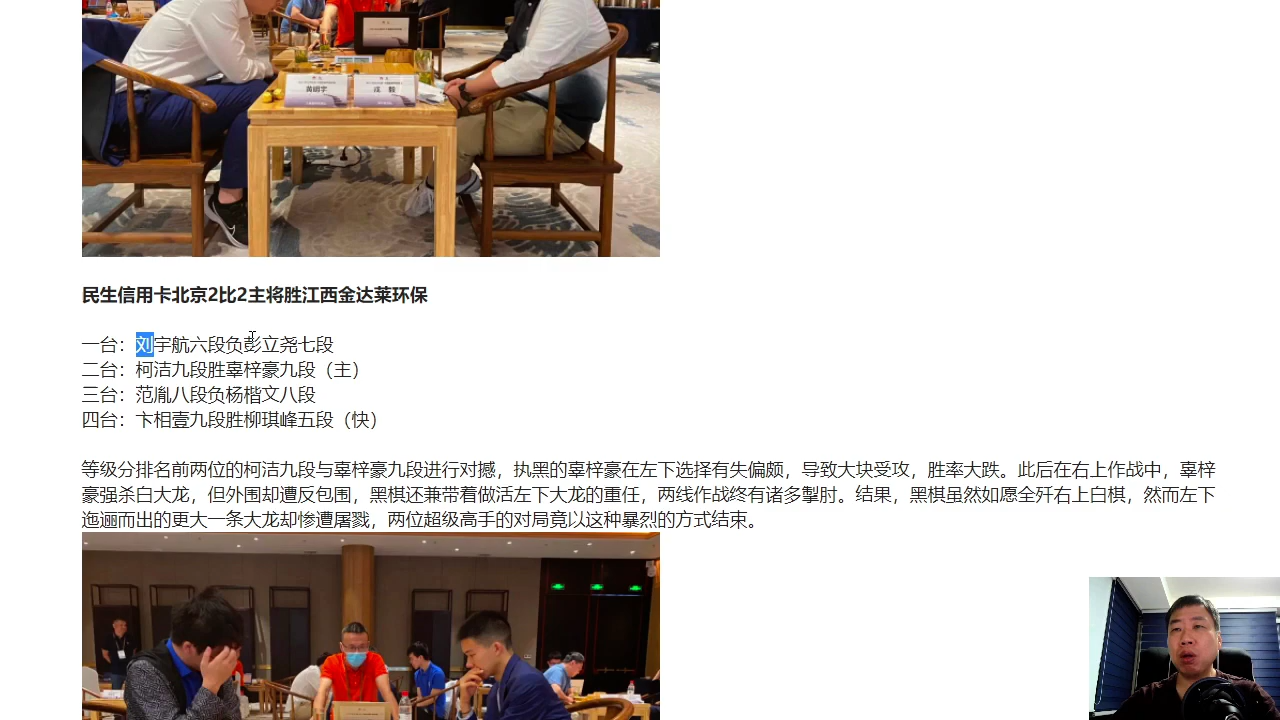 黄明宇
戎 毅
民生信用卡北京2比2主将胜江西金达莱环保
一台：刘宇航六段负彭立尧七段
二台：柯洁九段胜辜梓豪九段（主）
三台：范胤八段负杨楷文八段
四台：卞相壹九段胜柳琪峰五段（快）
等级分排名前两位的柯洁九段与辜梓豪九段进行对撼，执黑的辜梓豪在左下选择有失偏颇，导致大块受攻，胜率大跌。此后在右上作战中，辜梓
豪强杀白大龙，但外围却遭反包围，黑棋还兼带着做活左下大龙的重任，两线作战终有诸多掣肘。结果，黑棋虽然如愿全歼右上白棋，然而左下
迤逦而出的更大一条大龙却惨遭屠戮，两位超级高手的对局竟以这种暴烈的方式结束。